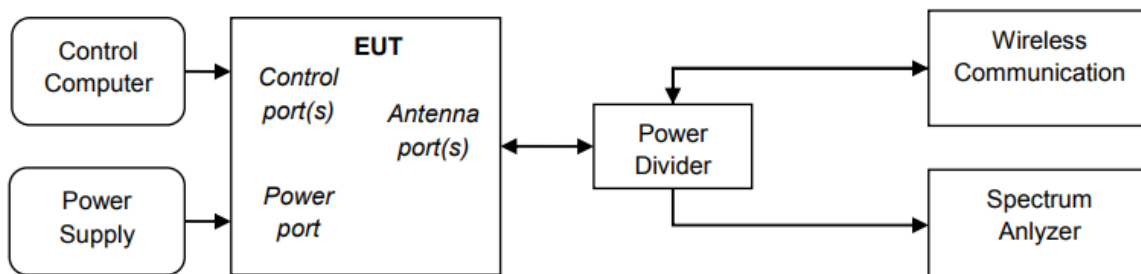 Control
Computer
Power
Supply
EUT
Control
port(s)
Antenna
port(s)
Power
port
Power
Divider
Wireless
Communication
Spectrum
Anlyzer